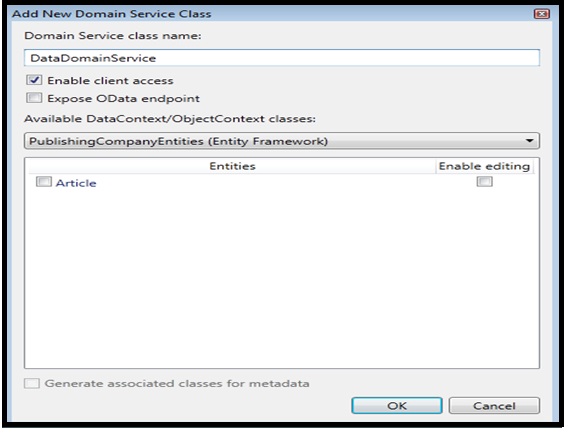 Add New Domain Service Class
Domain Service class name:
DataDomainService
Enable client access
Expose OData endpoint
Available DataContext/ObjectContext classes:
PublishingCompanyEntities (Entity Framework)
Entities Enable editing
Article
Generate associated classes for metadata
OK Cancel